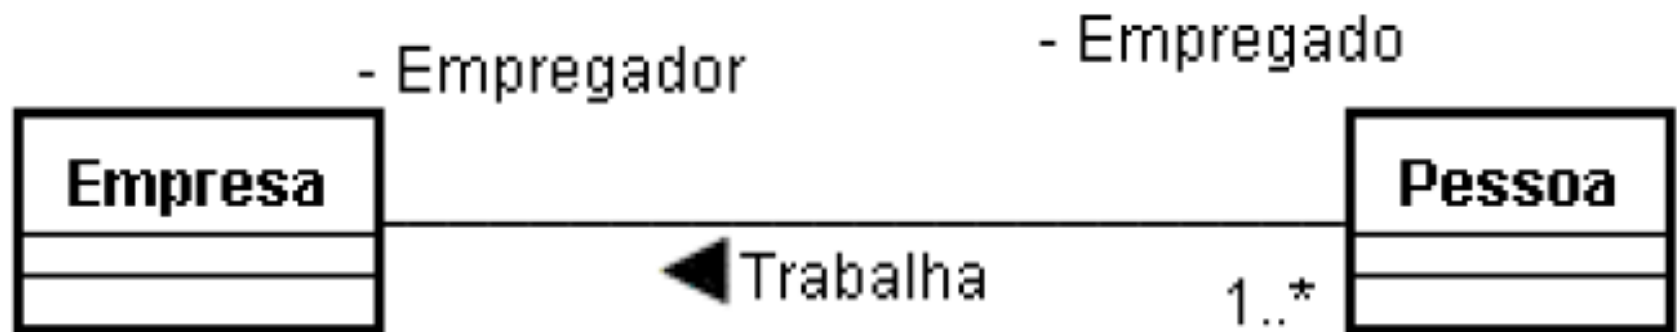 - Empregador
- Empregado
Empresa
Pessoa
Trabalha
1..*